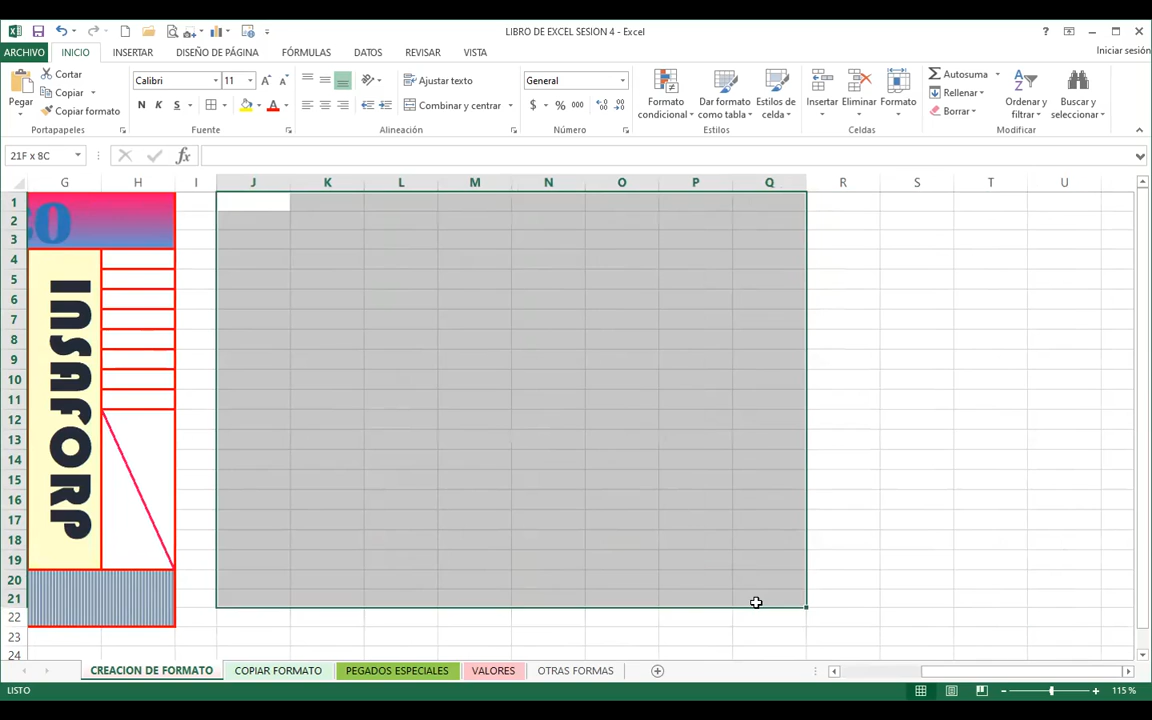 LIBRO DE EXCEL SESION 4 - Excel
?
ARCHIVO INICIO INSERTAR DISEÑO DE PÁGINA FÓRMULAS DATOS REVISAR VISTA Iniciar sesión
Pegar
Cortar
Copiar
Copiar formato
Portapapeles
Calibri 11
N K S
Fuente
Ajustar texto
Combinar y centrar
Alineación
General
$ % 000
Número
Formato condicional
Dar formato como tabla
Estilos de celda
Estilos
Insertar
Eliminar
Formato
Celdas
Autosuma
Rellenar
Borrar
Ordenar y filtrar
Buscar y seleccionar
Modificar
21F x 8C
fx
G H I J K L M N O P Q R S T U
1
2
3
4
5
6
7
8
9
10
11
12
13
14
15
16
17
18
19
20
21
22
23
24
INSAFORP
CREACION DE FORMATO COPIAR FORMATO PEGADOS ESPECIALES VALORES OTRAS FORMAS
LISTO
115 %